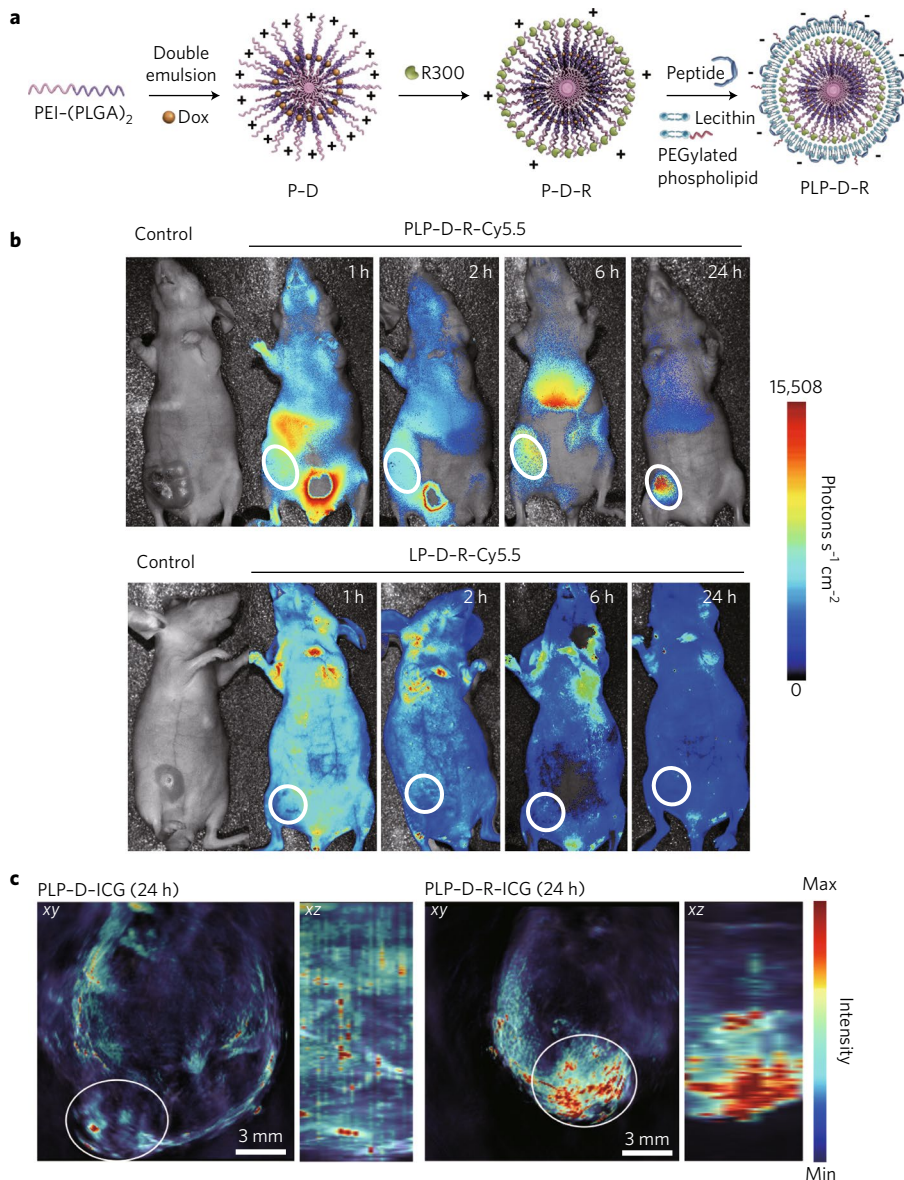 a
Double
emulsion
Dox
PEI–(PLGA)2
P–D
R300
P–D–R
Peptide
Lecithin
PEGylated
phospholipid
PLP–D–R
+ + + + + + + + + + + + + + + +
+ + + + + +
- - - - - - - -
b
Control
PLP–D–R–Cy5.5
1 h
2 h
6 h
24 h
Control
LP–D–R–Cy5.5
1 h
2 h
6 h
24 h
15,508
Photons s−1 cm−2
0
c
PLP–D–ICG (24 h)
xy
xz
3 mm
PLP–D–R–ICG (24 h)
xy
xz
3 mm
Max
Intensity
Min